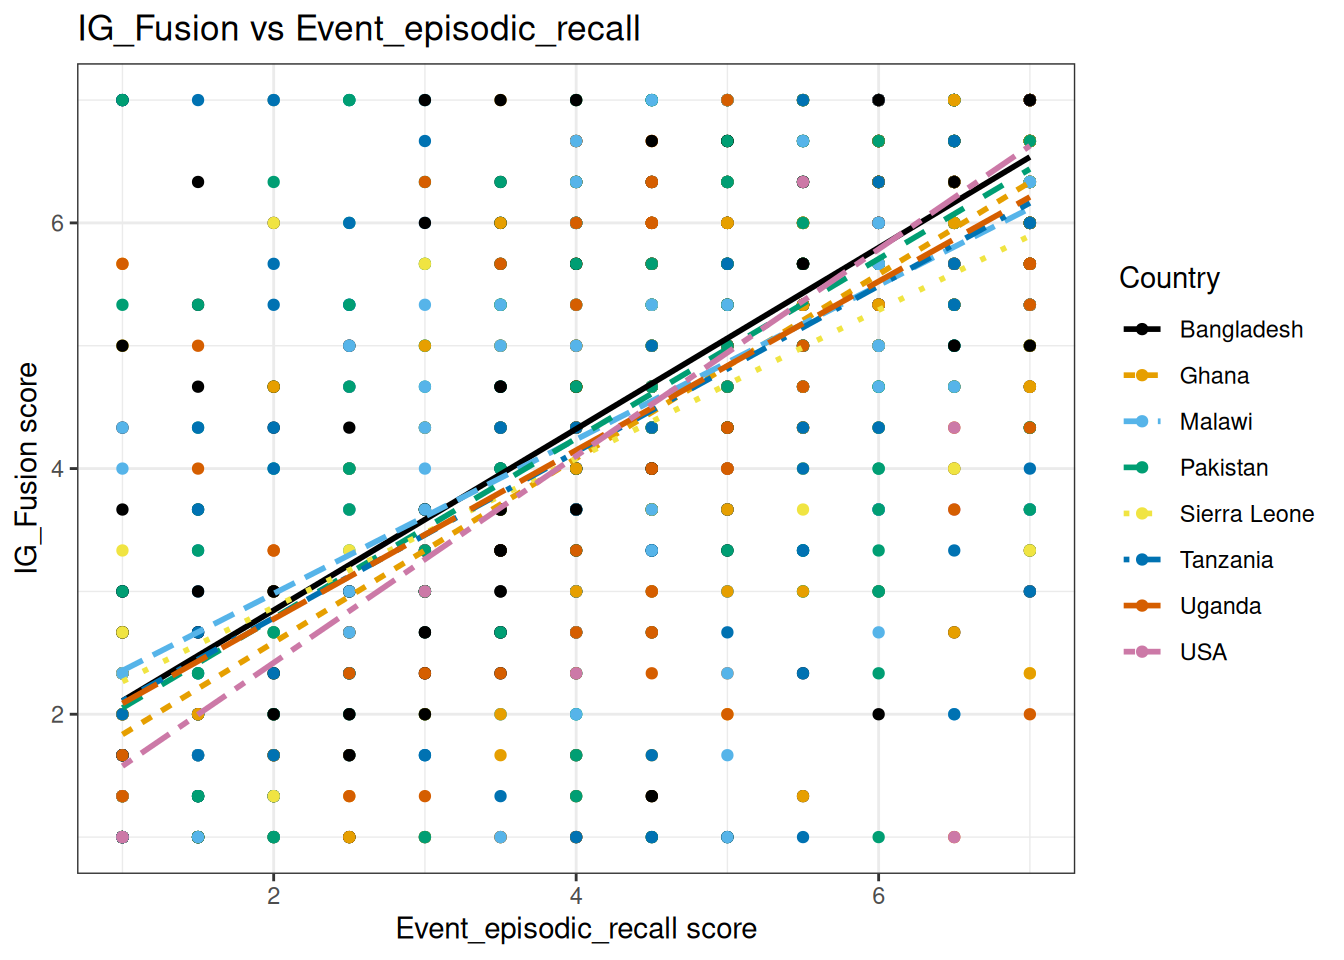 IG_Fusion vs Event_episodic_recall
IG_Fusion score
6
4
2
2
4
6
Event_episodic_recall score
Country
Bangladesh
Ghana
Malawi
Pakistan
Sierra Leone
Tanzania
Uganda
USA